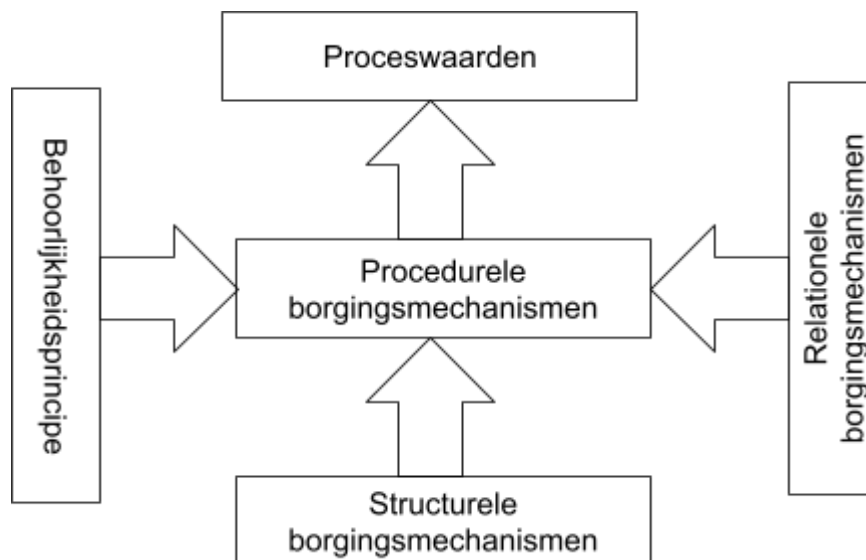 Proceswaarden
Behoorlijkheidsprincipe
Procedurele
borgingsmechanismen
Relationele
borgingsmechanismen
Structurele
borgingsmechanismen